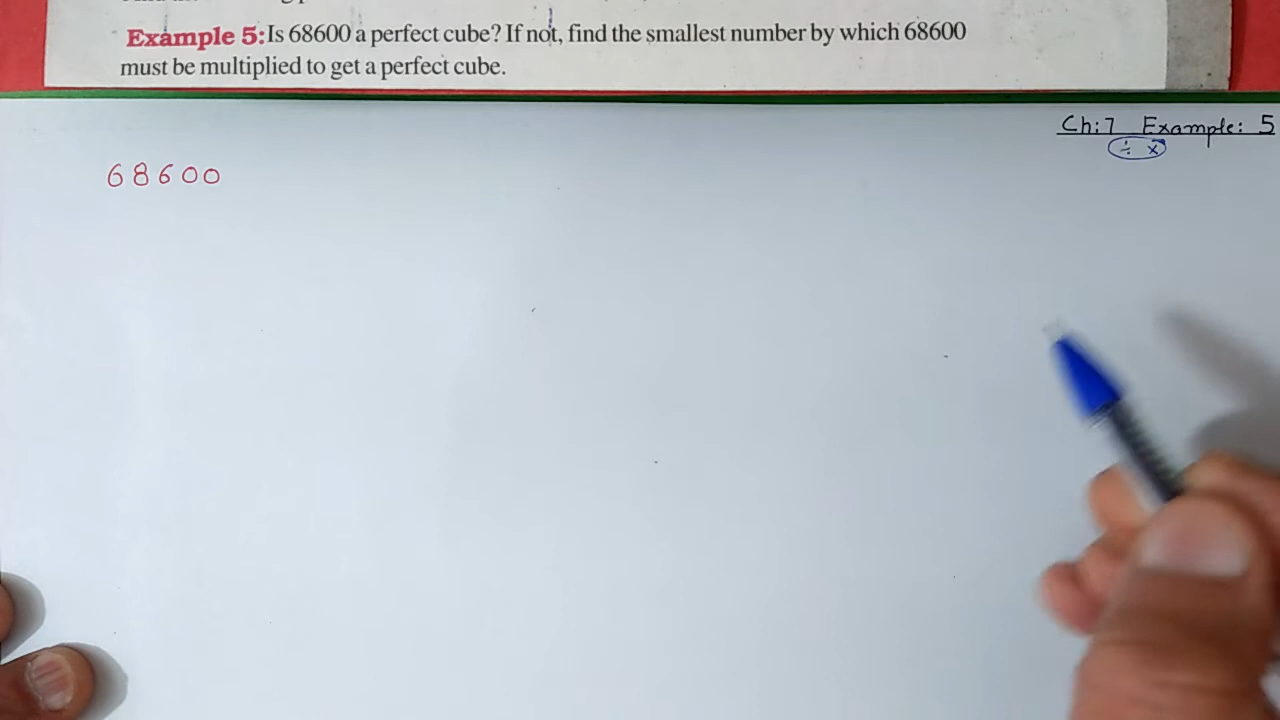 Example 5: Is 68600 a perfect cube? If not, find the smallest number by which 68600
must be multiplied to get a perfect cube.
Ch:7 Example: 5
÷ x
68600